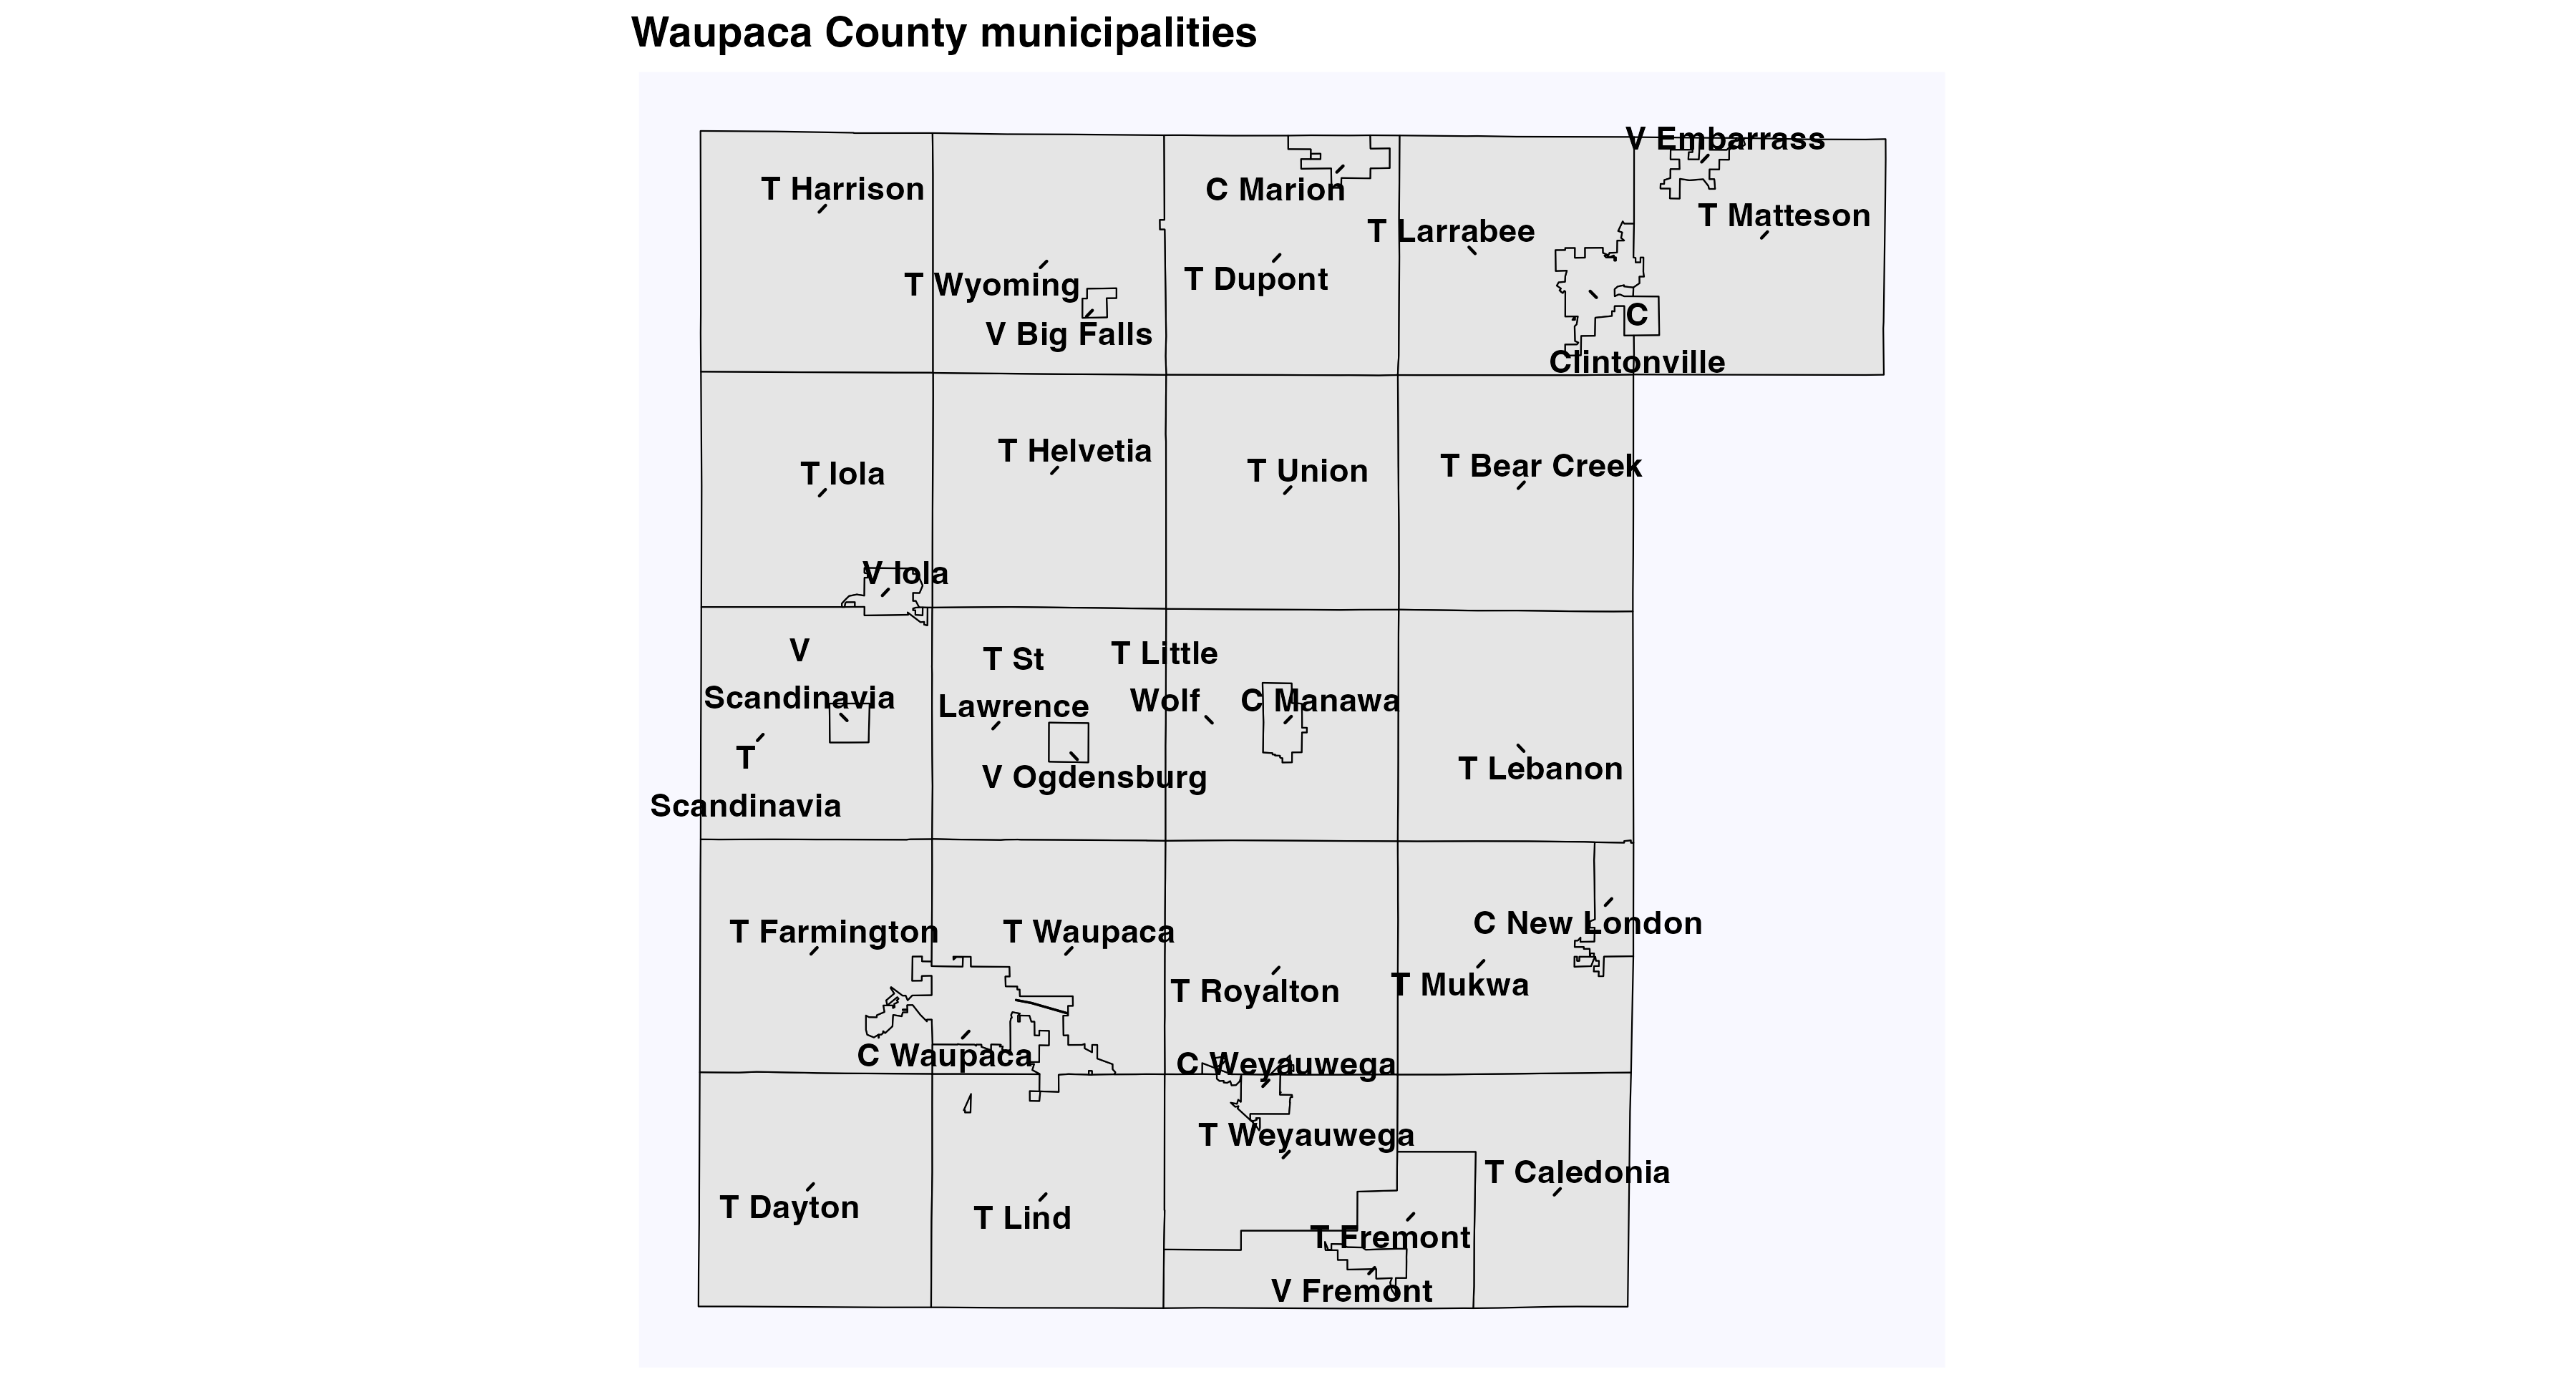 Waupaca County municipalities
V Embarrass
T Harrison
C Marion
T Matteson
T Larrabee
T Wyoming
T Dupont
C
Clintonville
V Big Falls
T Iola
T Helvetia
T Union
T Bear Creek
V Iola
V
Scandinavia
T St
Lawrence
T Little
Wolf
C Manawa
T
Scandinavia
V Ogdensburg
T Lebanon
T Farmington
T Waupaca
C New London
T Royalton
T Mukwa
C Waupaca
C Weyauwega
T Weyauwega
T Caledonia
T Dayton
T Lind
T Fremont
V Fremont